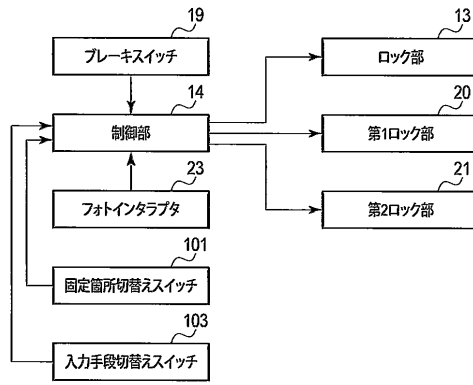 19
ブレーキスイッチ
14
制御部
23
フォトインタラプタ
101
固定箇所切替えスイッチ
103
入力手段切替えスイッチ
13
ロック部
20
第1ロック部
21
第2ロック部